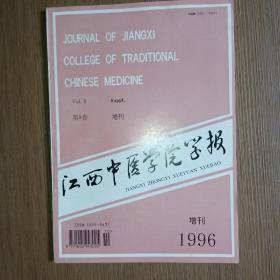 JOURNAL OF JIANGXI
COLLEGE OF TRADITIONAL
CHINESE MEDICINE
Vol. 8 Suppl.
第8卷 增刊
江西中医学院学报
JIANGXI ZHONGYI XUEYUAN XUEBAO
增刊
1996